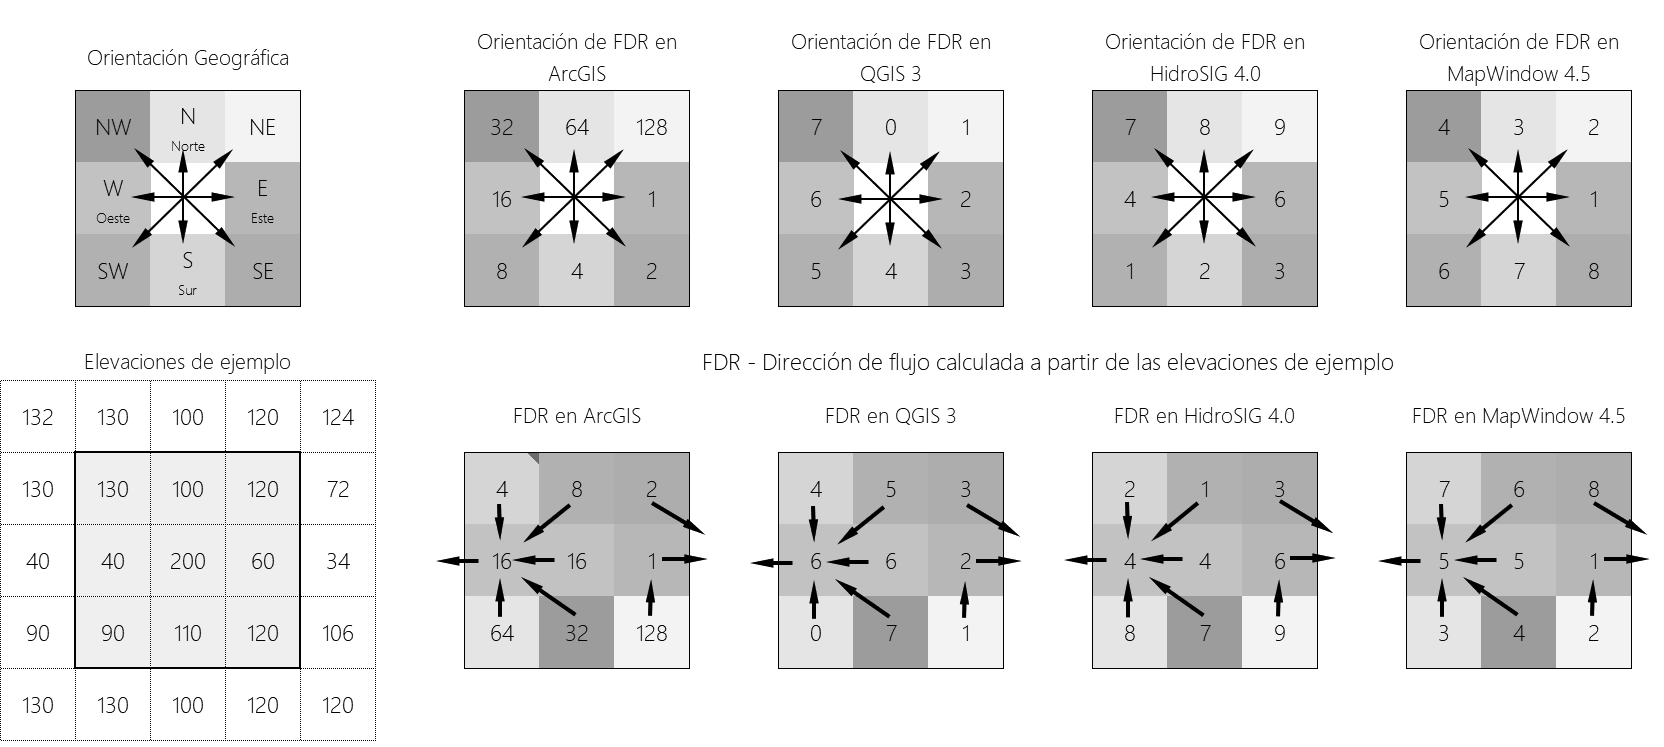 Orientación Geográfica
NW N NE
Norte
W E
Oeste Este
SW S SE
Sur
Orientación de FDR en
ArcGIS
32 64 128
16 1
8 4 2
Orientación de FDR en
QGIS 3
7 0 1
6 2
5 4 3
Orientación de FDR en
HidroSIG 4.0
7 8 9
4 6
1 2 3
Orientación de FDR en
MapWindow 4.5
4 3 2
5 1
6 7 8
Elevaciones de ejemplo
132 130 100 120 124
130 130 100 120 72
40 40 200 60 34
90 90 110 120 106
130 130 100 120 120
FDR - Dirección de flujo calculada a partir de las elevaciones de ejemplo
FDR en ArcGIS
4 8 2
16 16 1
64 32 128
FDR en QGIS 3
4 5 3
6 6 2
0 7 1
FDR en HidroSIG 4.0
2 1 3
4 4 6
8 7 9
FDR en MapWindow 4.5
7 6 8
5 5 1
3 4 2